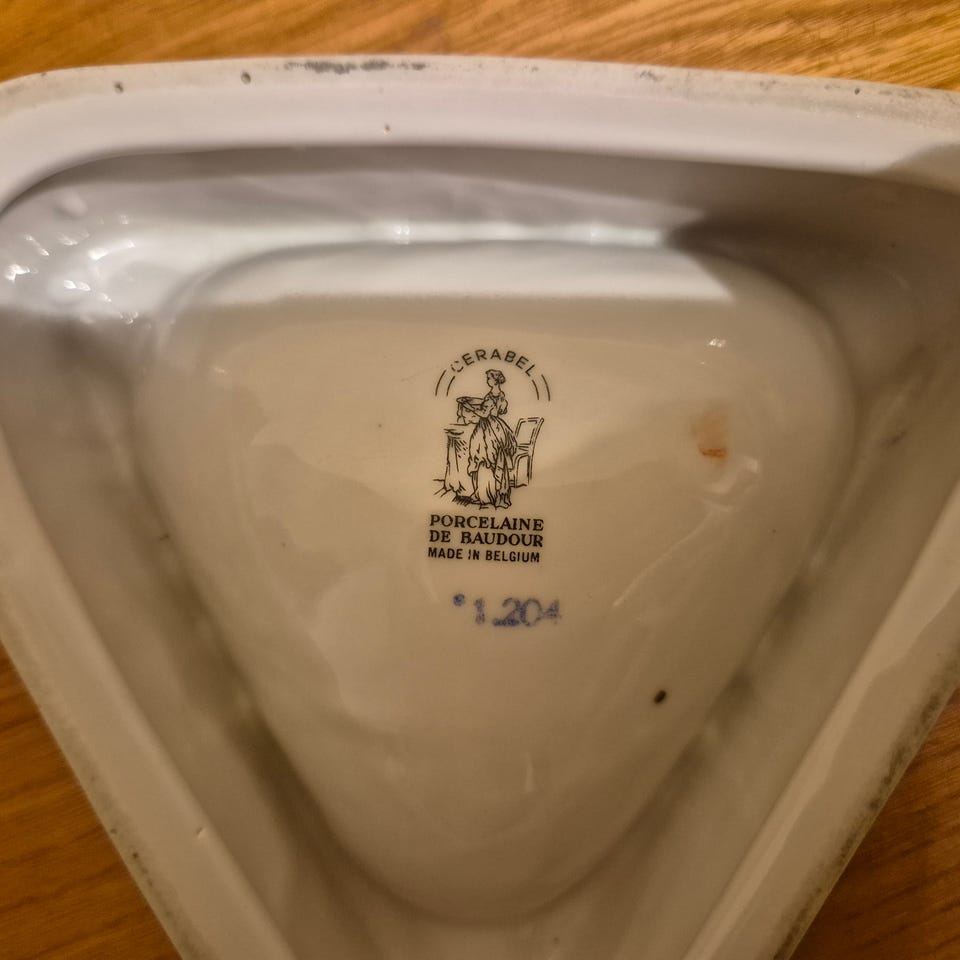 CERABEL
PORCELAINE
DE BAUDOUR
MADE IN BELGIUM
1.204